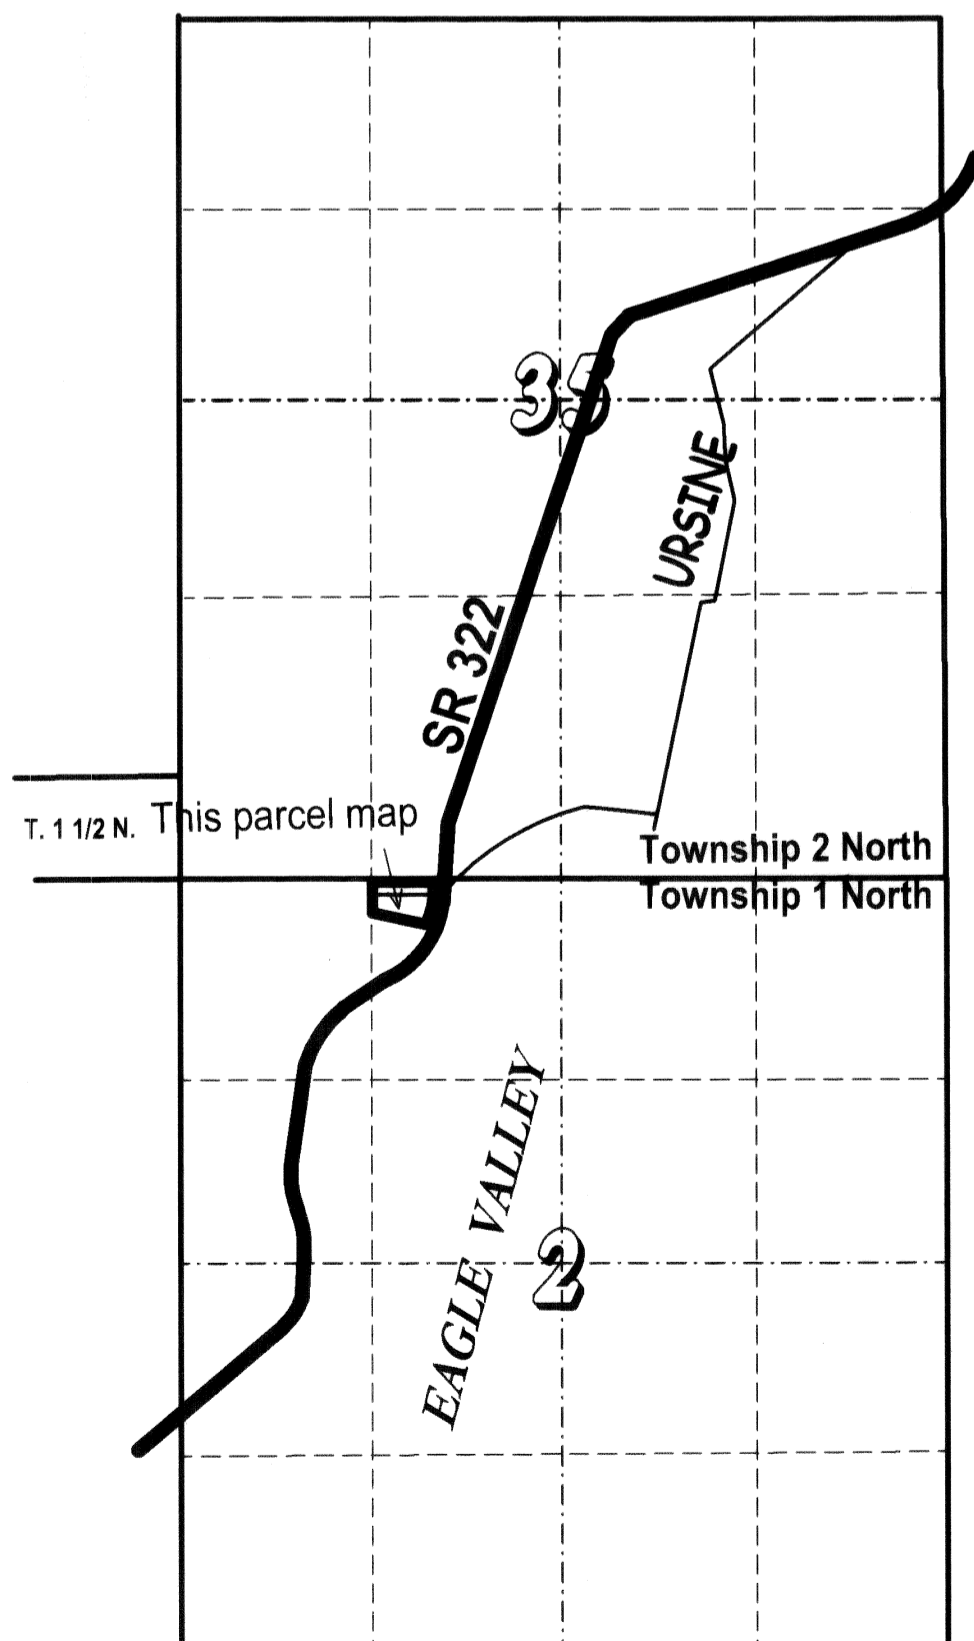 35
URSINE
SR 322
T. 1 1/2 N. This parcel map
Township 2 North
Township 1 North
EAGLE VALLEY
2